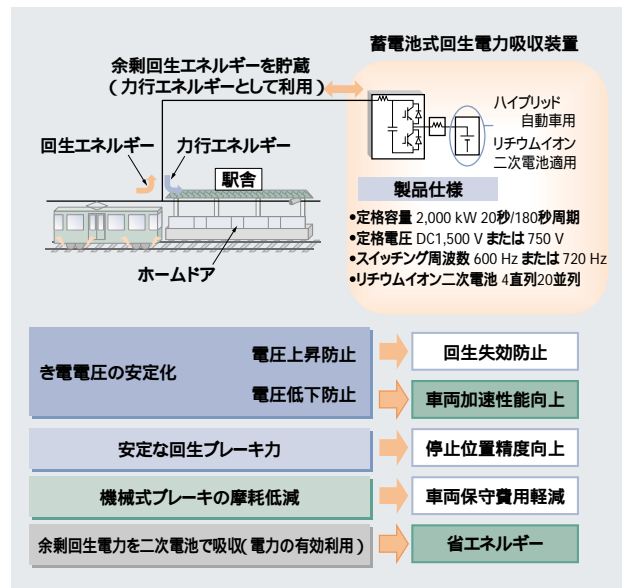 蓄電池式回生電力吸収装置
余剰回生エネルギーを貯蔵
(力行エネルギーとして利用)
ハイブリッド
自動車用
リチウムイオン
二次電池適用
回生エネルギー
力行エネルギー
駅舎
ホームドア
製品仕様
•定格容量 2,000 kW 20秒/180秒周期
•定格電圧 DC1,500 V または 750 V
•スイッチング周波数 600 Hz または 720 Hz
•リチウムイオン二次電池 4直列20並列
き電電圧の安定化
電圧上昇防止
回生失効防止
電圧低下防止
車両加速性能向上
安定な回生ブレーキ力
停止位置精度向上
機械式ブレーキの摩耗低減
車両保守費用軽減
余剰回生電力を二次電池で吸収(電力の有効利用)
省エネルギー